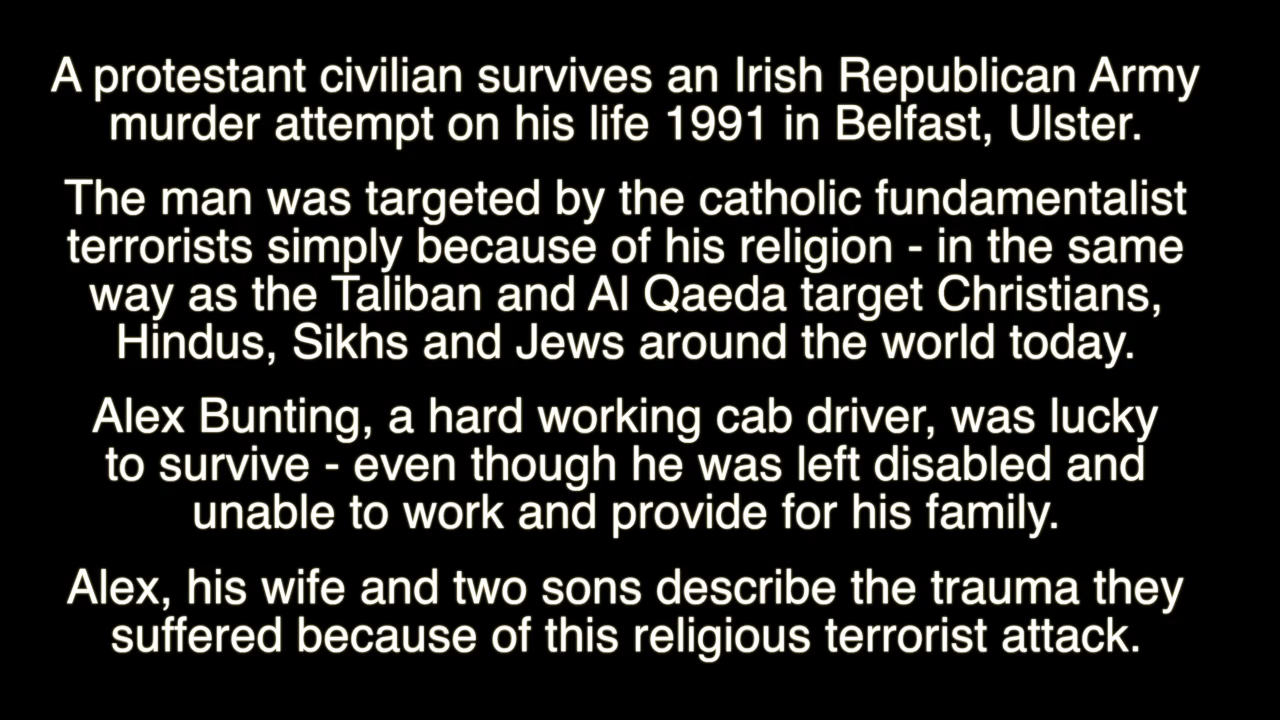 A protestant civilian survives an Irish Republican Army
murder attempt on his life 1991 in Belfast, Ulster.
The man was targeted by the catholic fundamentalist
terrorists simply because of his religion - in the same
way as the Taliban and Al Qaeda target Christians,
Hindus, Sikhs and Jews around the world today.
Alex Bunting, a hard working cab driver, was lucky
to survive - even though he was left disabled and
unable to work and provide for his family.
Alex, his wife and two sons describe the trauma they
suffered because of this religious terrorist attack.